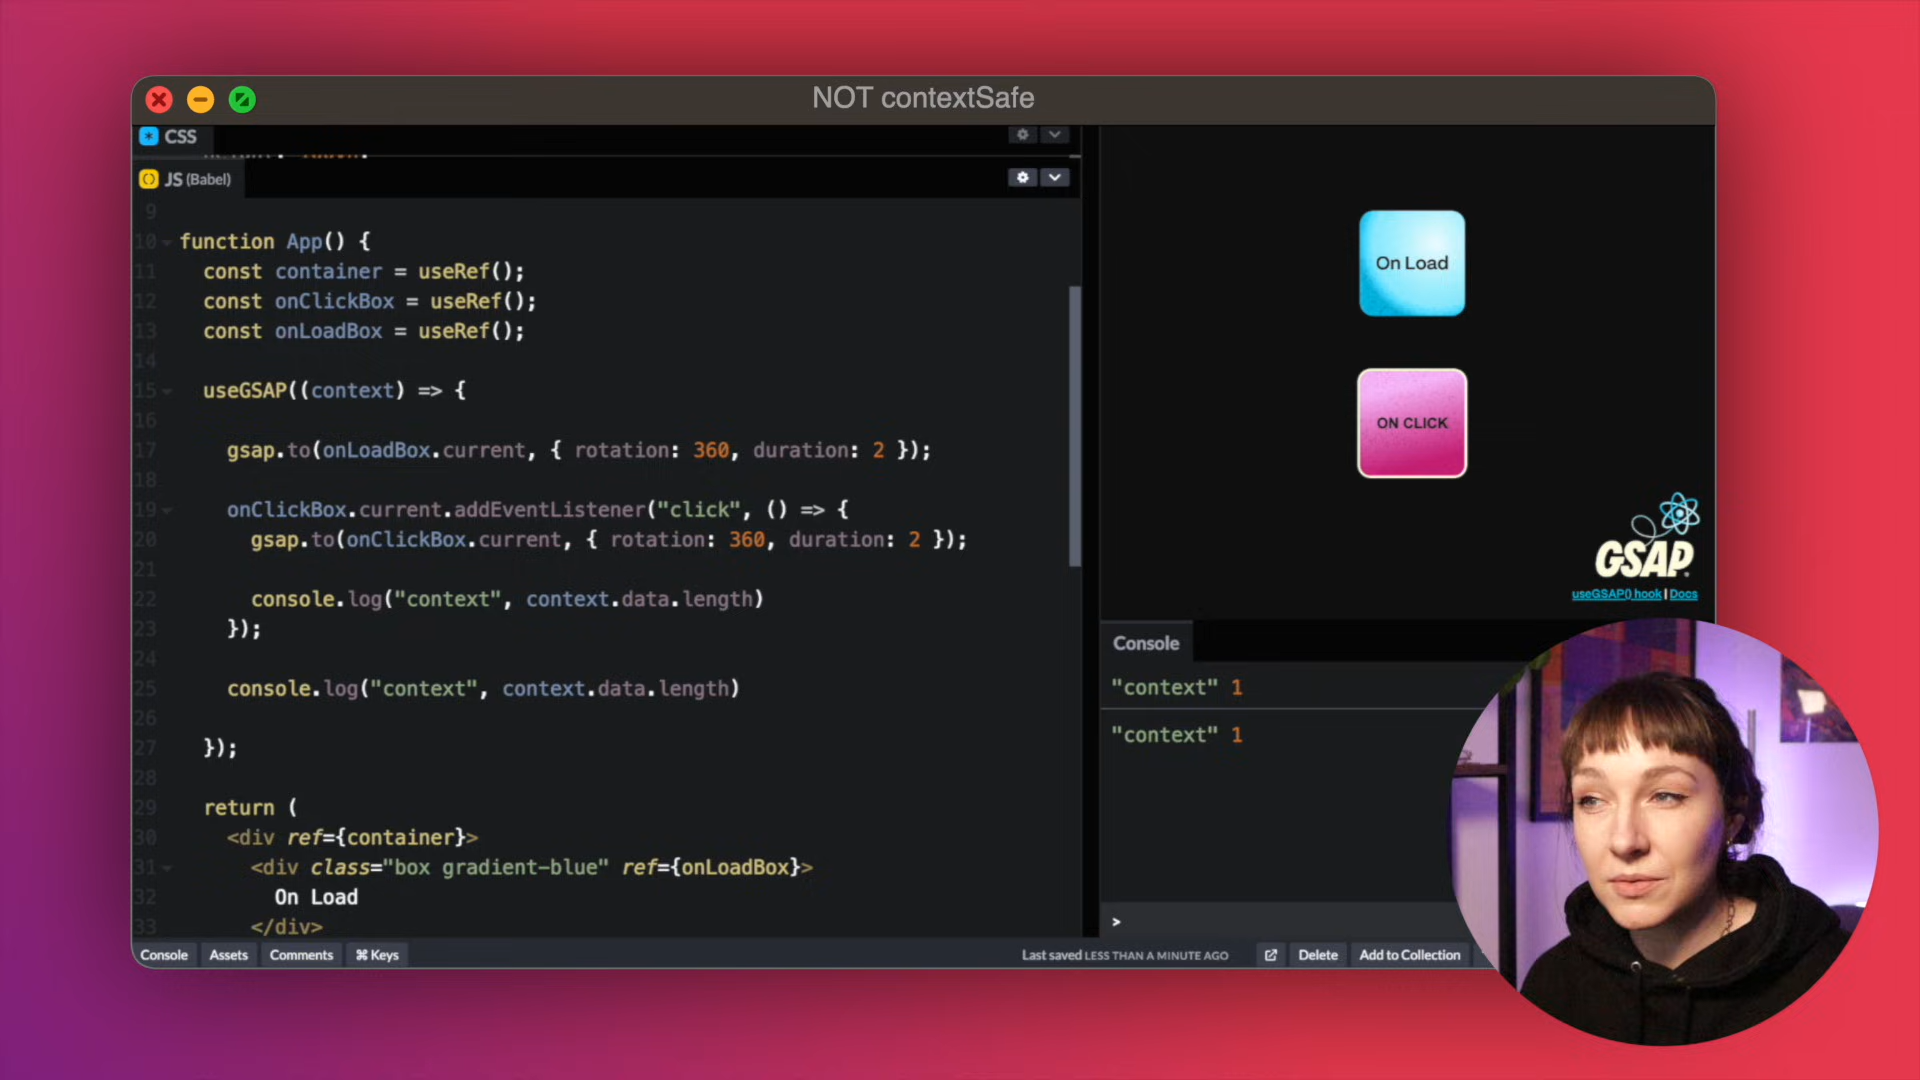 NOT contextSafe
CSS
JS (Babel)
9
10 function App() {
11 const container = useRef();
12 const onClickBox = useRef();
13 const onLoadBox = useRef();
14
15 useGSAP((context) => {
16
17 gsap.to(onLoadBox.current, { rotation: 360, duration: 2 });
18
19 onClickBox.current.addEventListener("click", () => {
20 gsap.to(onClickBox.current, { rotation: 360, duration: 2 });
21
22 console.log("context", context.data.length)
23 });
24
25 console.log("context", context.data.length)
26
27 });
28
29 return (
30 <div ref={container}>
31 <div class="box gradient-blue" ref={onLoadBox}>
32 On Load
33 </div>
On Load
ON CLICK
GSAP
useGSAP() hook | Docs
Console
"context" 1
"context" 1
>
Console Assets Comments ⌘ Keys Last saved LESS THAN A MINUTE AGO Delete Add to Collection